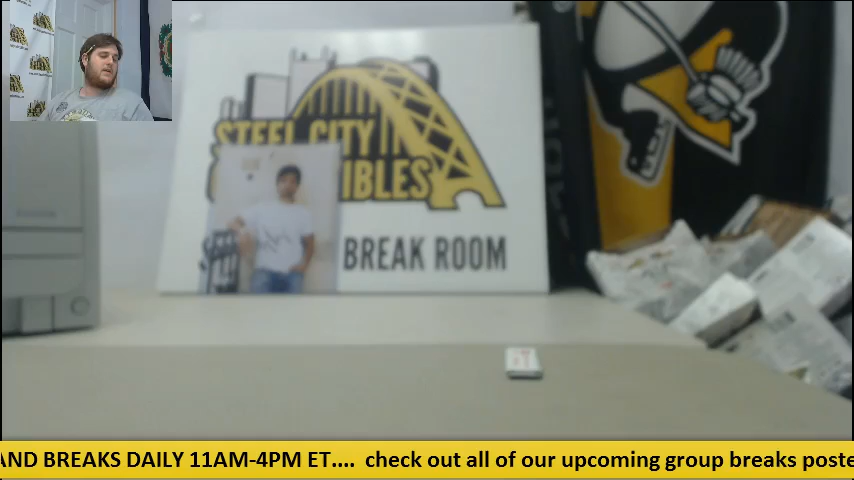 STEEL CITY
IBLES
BREAK ROOM
AND BREAKS DAILY 11AM-4PM ET.... check out all of our upcoming group breaks poste